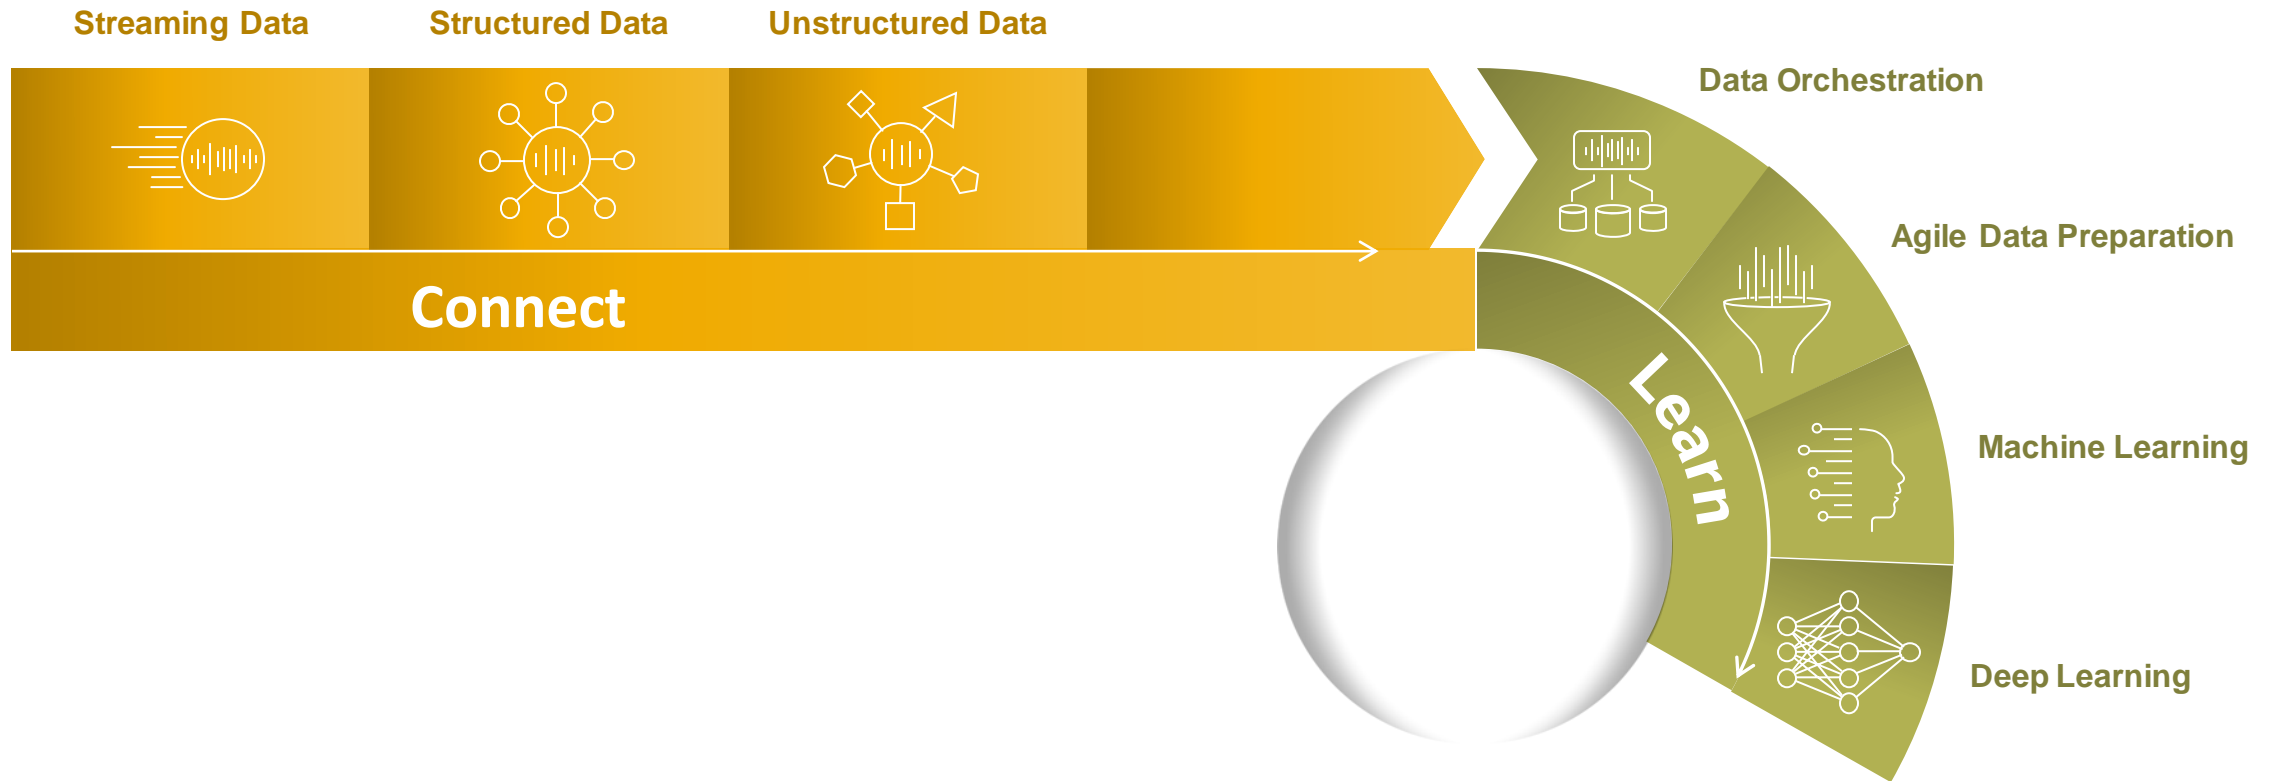 Streaming Data
Structured Data
Unstructured Data
Data Orchestration
Agile Data Preparation
Connect
Learn
Machine Learning
Deep Learning